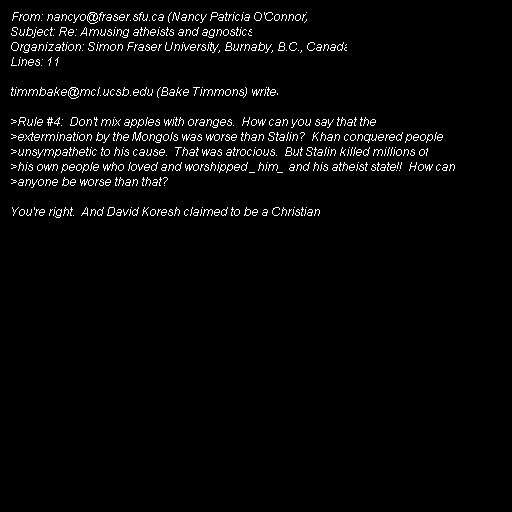 From: nancyo@fraser.sfu.ca (Nancy Patricia O'Connor)
Subject: Re: Amusing atheists and agnostics
Organization: Simon Fraser University, Burnaby, B.C., Canada
Lines: 11

timmbake@mcl.ucsb.edu (Bake Timmons) writes:

>Rule #4:  Don't mix apples with oranges.  How can you say that the
>extermination by the Mongols was worse than Stalin?  Khan conquered people
>unsympathetic to his cause.  That was atrocious.  But Stalin killed millions of
>his own people who loved and worshipped _him_ and his atheist state!!  How can
>anyone be worse than that?

You're right.  And David Koresh claimed to be a Christian